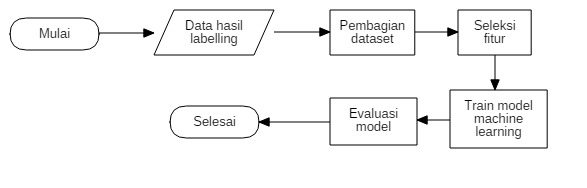 Mulai
Data hasil
labelling
Pembagian
dataset
Seleksi
fitur
Train model
machine
learning
Evaluasi
model
Selesai